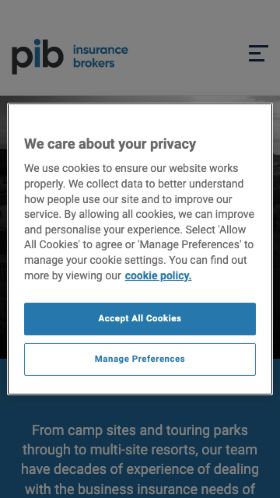 pib insurance
brokers
We care about your privacy
We use cookies to ensure our website works
properly. We collect data to better understand
how people use our site and to improve our
service. By allowing all cookies, we can improve
and personalise your experience. Select 'Allow
All Cookies' to agree or 'Manage Preferences' to
manage your cookie settings. You can find out
more by viewing our cookie policy.
Accept All Cookies
Manage Preferences
From camp sites and touring parks
through to multi-site resorts, our team
have decades of experience of dealing
with the business insurance needs of